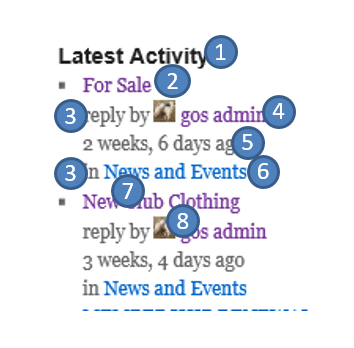 Latest Activity 1
For Sale 2
3 reply by gos admin 4
2 weeks, 6 days ago 5
3 in News and Events 6
7
New Club Clothing
reply by 8 gos admin
3 weeks, 4 days ago
in News and Events